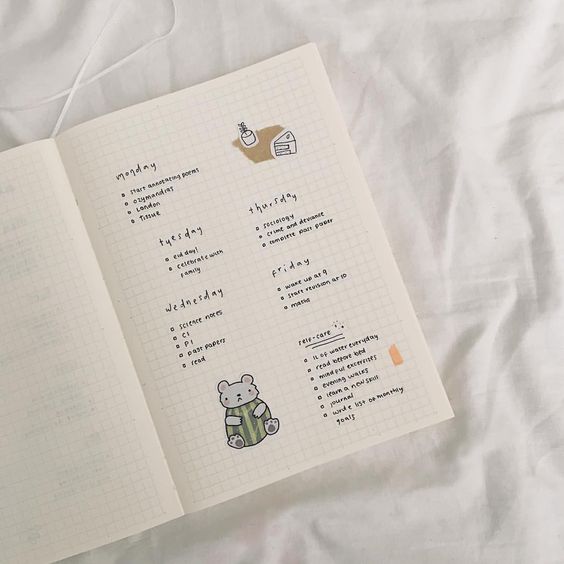 monday
start annotating poems
ozymandias
London
Tissue
tuesday
eid day!
celebrate with
family
wednesday
science notes
C1
P1
past papers
read
thursday
sociology
crime and deviance
complete past paper
friday
wake up at 9
start revision at 10
maths
self-care
1L of water everyday
read before bed
mindful excersises
evening walks
learn a new skill
journal
write list of monthly
goals